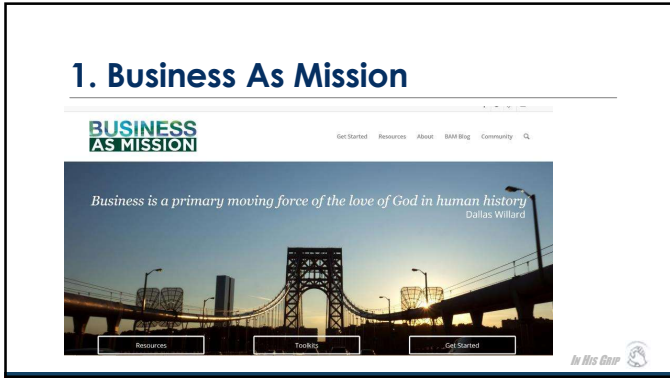 1. Business As Mission
BUSINESS
AS MISSION
Get Started Resources About BAM Blog Community
Business is a primary moving force of the love of God in human history
Dallas Willard
Resources Toolkits Get Started
IN HIS GRIP